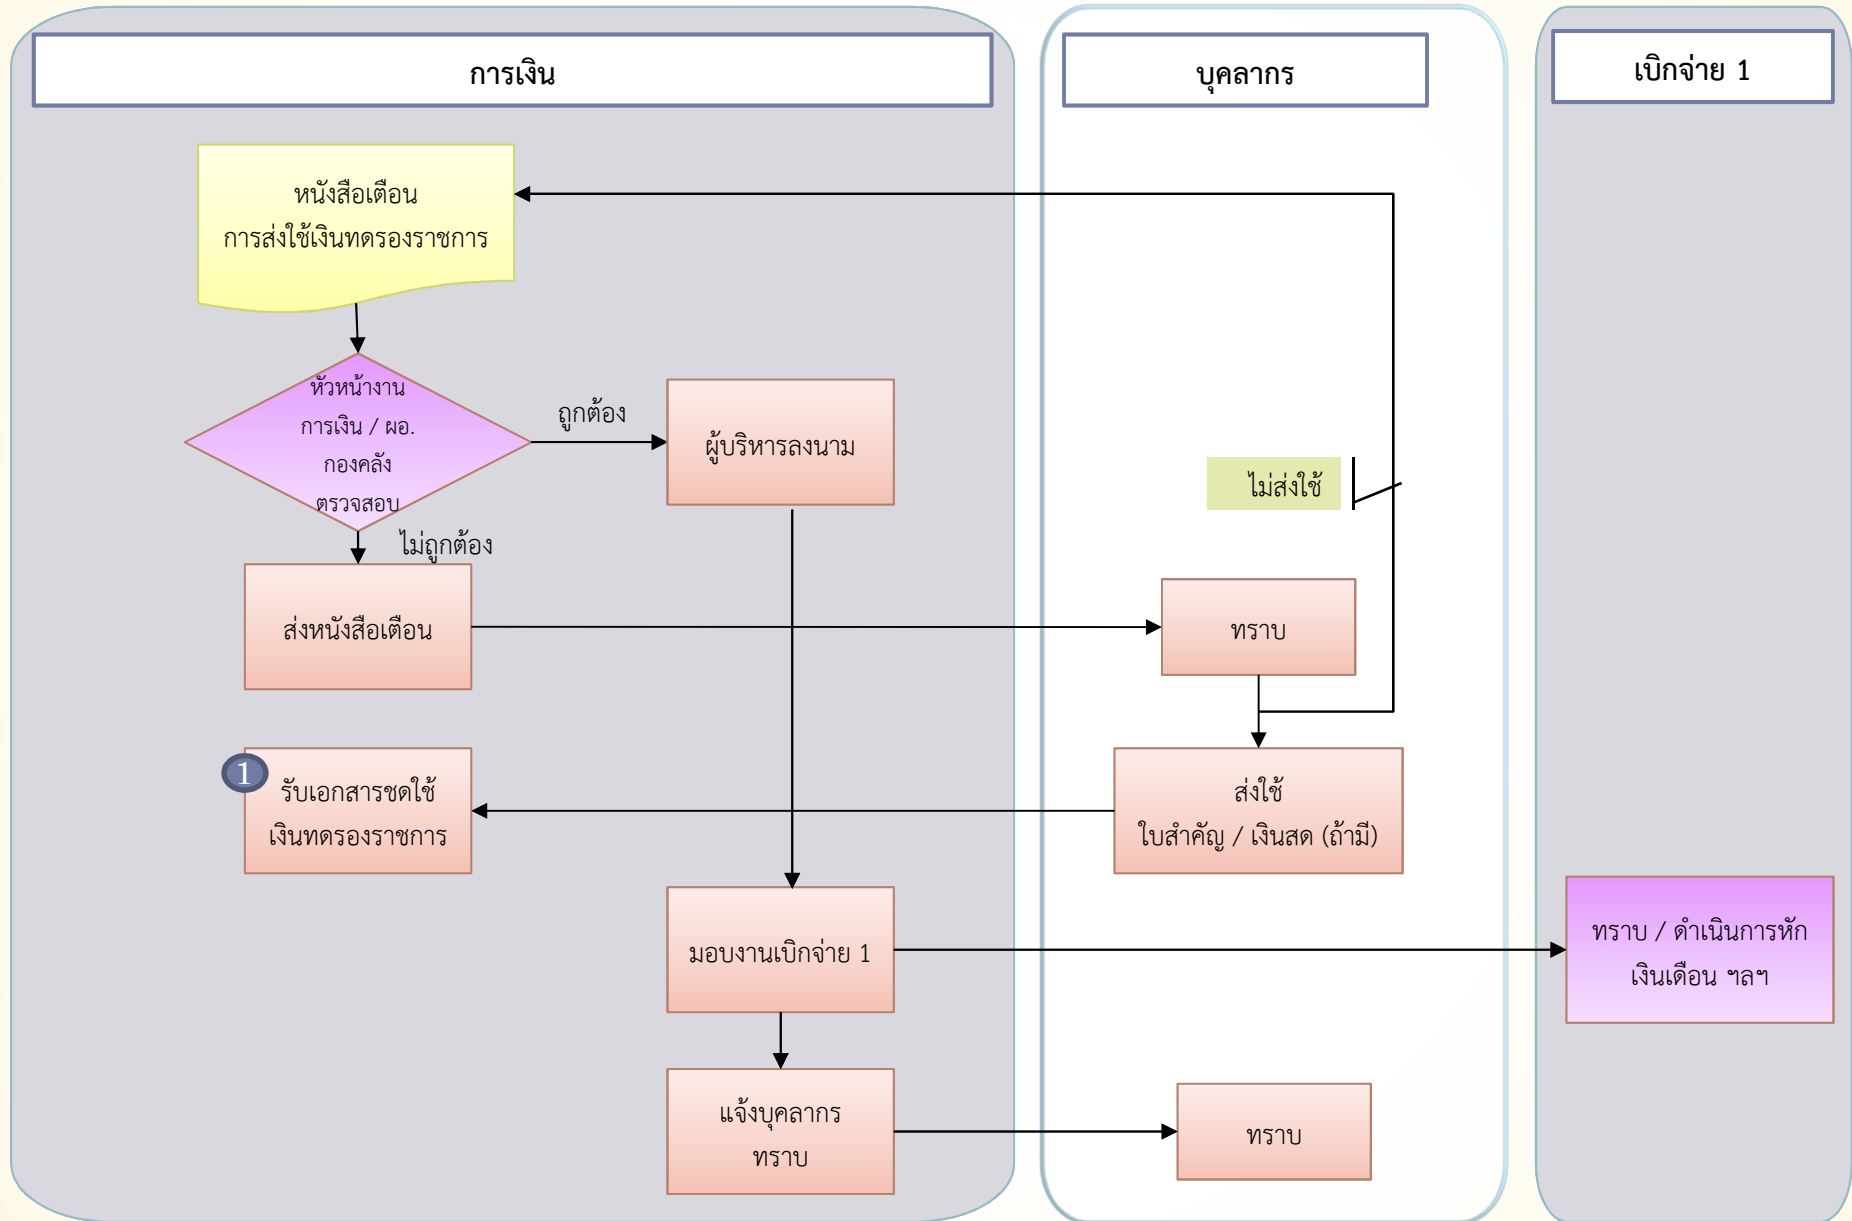 การเงิน
บุคลากร
เบิกจ่าย 1
หนังสือเตือน
การส่งใช้เงินทดรองราชการ
หัวหน้างาน
การเงิน / ผอ.
กองคลัง
ตรวจสอบ
ถูกต้อง
ผู้บริหารลงนาม
ไม่ส่งใช้
ไม่ถูกต้อง
ส่งหนังสือเตือน
ทราบ
1
รับเอกสารชดใช้
เงินทดรองราชการ
ส่งใช้
ใบสำคัญ / เงินสด (ถ้ามี)
มอบงานเบิกจ่าย 1
ทราบ / ดำเนินการหัก
เงินเดือน ฯลฯ
แจ้งบุคลากร
ทราบ
ทราบ